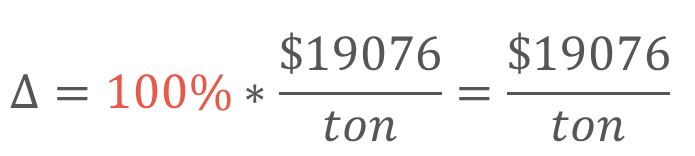 Δ = 100% * $19076/ton = $19076/ton